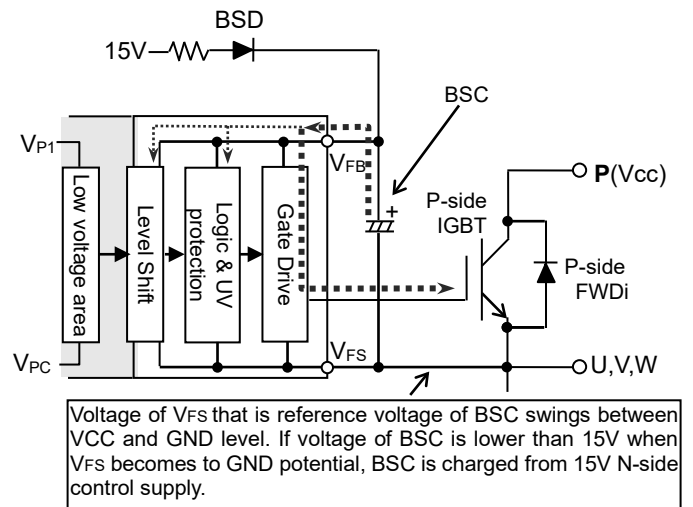 BSD
15V
BSC
VP1
VFB
+
P(Vcc)
P-side
IGBT
Low voltage area
Level Shift
Logic & UV
protection
Gate Drive
P-side
FWDi
VPC
VFS
U,V,W
Voltage of VFS that is reference voltage of BSC swings between
VCC and GND level. If voltage of BSC is lower than 15V when
VFS becomes to GND potential, BSC is charged from 15V N-side
control supply.